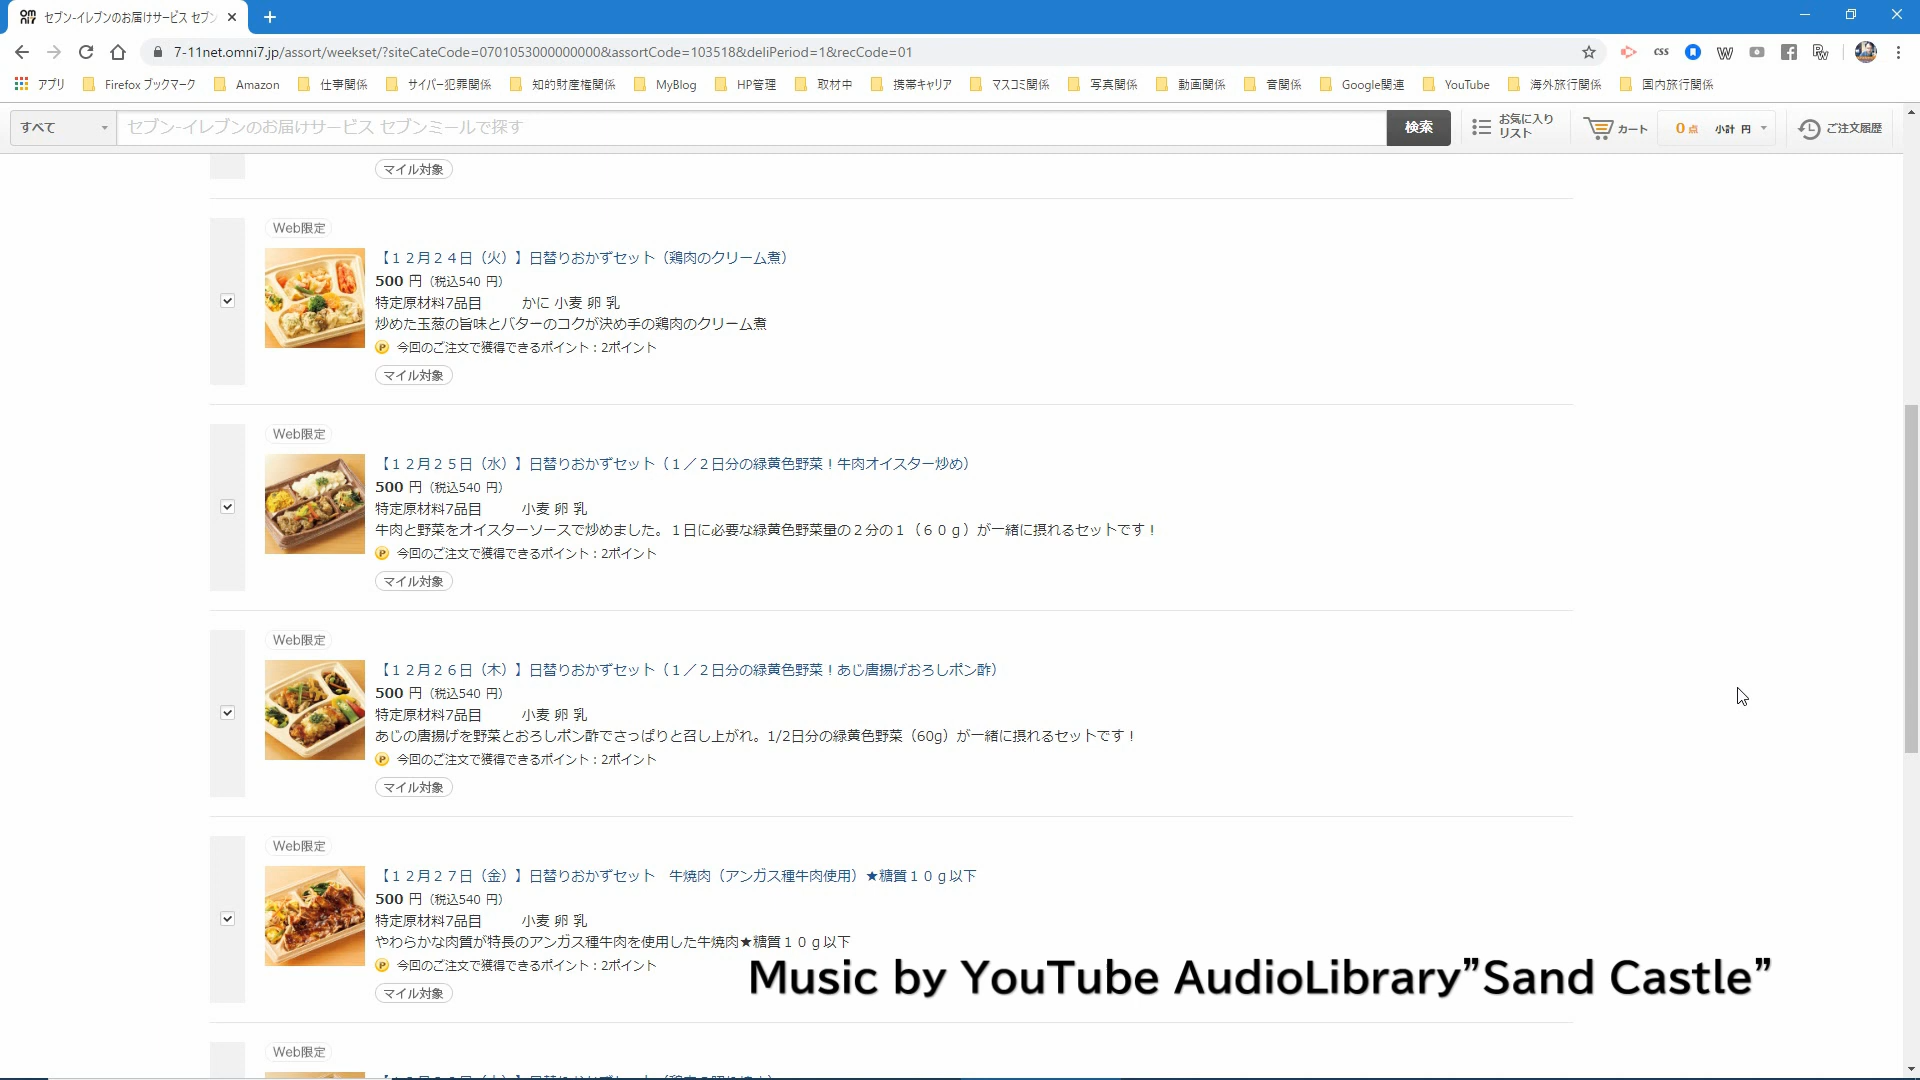 セブン-イレブンのお届けサービス セブン
7-11net.omni7.jp/assort/weekset/?siteCateCode=0701053000000000&assortCode=103518&deliPeriod=1&recCode=01
css
アプリ Firefox ブックマーク Amazon 仕事関係 サイバー犯罪関係 知的財産権関係 MyBlog HP管理 取材中 携帯キャリア マスコミ関係 写真関係 動画関係 音関係 Google関連 YouTube 海外旅行関係 国内旅行関係
すべて セブン-イレブンのお届けサービス セブンミールで探す 検索 お気に入りリスト カート 0点 小計 円 ご注文履歴
マイル対象
Web限定
【１２月２４日（火）】日替りおかずセット（鶏肉のクリーム煮）
500 円（税込540 円）
特定原材料7品目 かに 小麦 卵 乳
炒めた玉葱の旨味とバターのコクが決め手の鶏肉のクリーム煮
P 今回のご注文で獲得できるポイント：2ポイント
マイル対象
Web限定
【１２月２５日（水）】日替りおかずセット（１／２日分の緑黄色野菜！牛肉オイスター炒め）
500 円（税込540 円）
特定原材料7品目 小麦 卵 乳
牛肉と野菜をオイスターソースで炒めました。１日に必要な緑黄色野菜量の２分の１（６０ｇ）が一緒に摂れるセットです！
P 今回のご注文で獲得できるポイント：2ポイント
マイル対象
Web限定
【１２月２６日（木）】日替りおかずセット（１／２日分の緑黄色野菜！あじ唐揚げおろしポン酢）
500 円（税込540 円）
特定原材料7品目 小麦 卵 乳
あじの唐揚げを野菜とおろしポン酢でさっぱりと召し上がれ。1/2日分の緑黄色野菜（60g）が一緒に摂れるセットです！
P 今回のご注文で獲得できるポイント：2ポイント
マイル対象
Web限定
【１２月２７日（金）】日替りおかずセット　牛焼肉（アンガス種牛肉使用）★糖質１０ｇ以下
500 円（税込540 円）
特定原材料7品目 小麦 卵 乳
やわらかな肉質が特長のアンガス種牛肉を使用した牛焼肉★糖質１０ｇ以下
P 今回のご注文で獲得できるポイント：2ポイント
マイル対象
Music by YouTube AudioLibrary”Sand Castle”
Web限定